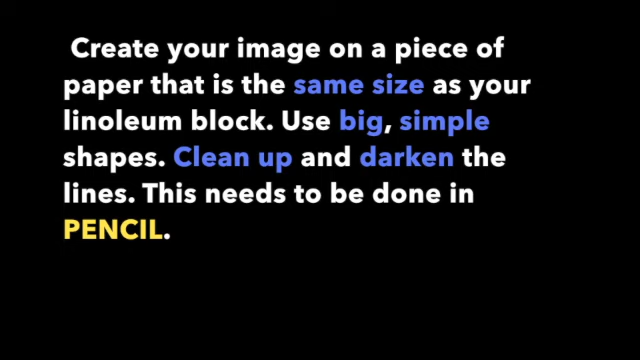 Create your image on a piece of
paper that is the same size as your
linoleum block. Use big, simple
shapes. Clean up and darken the
lines. This needs to be done in
PENCIL.